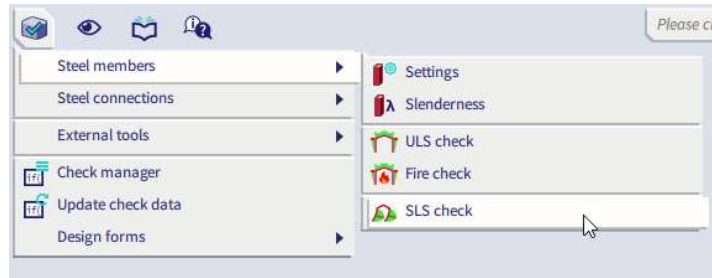 Please c
Steel members
Steel connections
External tools
Check manager
Update check data
Design forms
Settings
λ Slenderness
ULS check
Fire check
SLS check